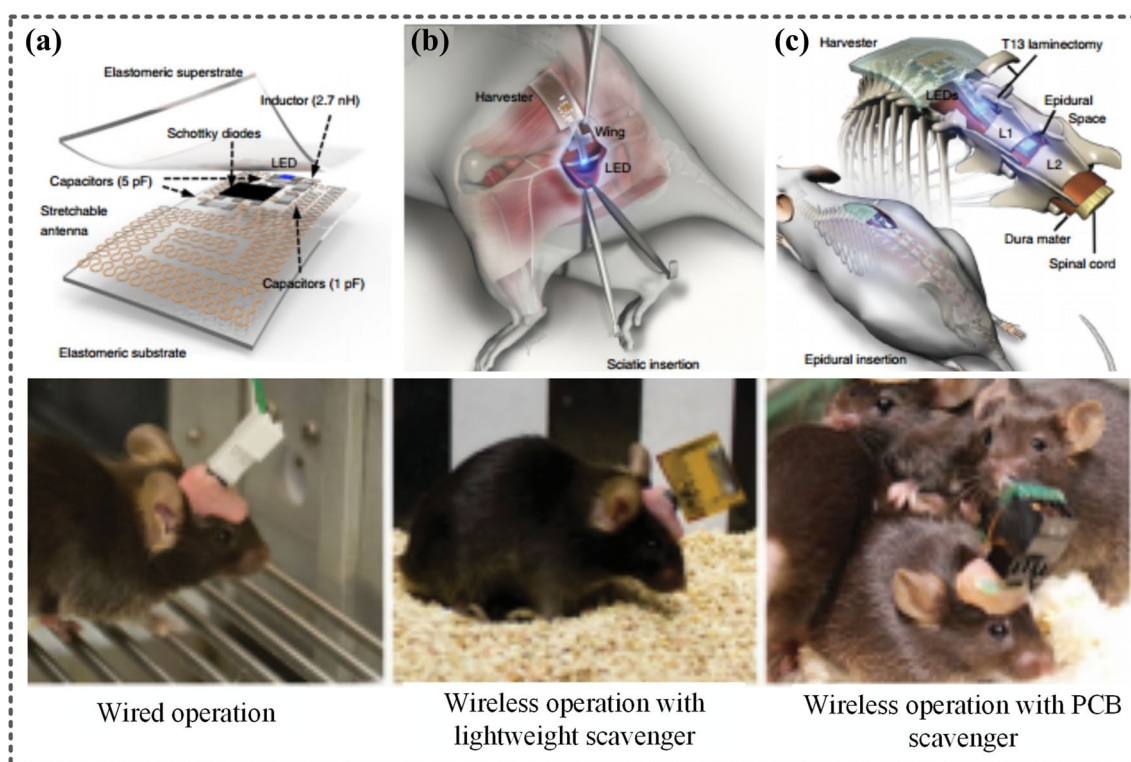 (a)
Elastomeric superstrate
Inductor (2.7 nH)
Schottky diodes
LED
Capacitors (5 pF)
Stretchable
antenna
Capacitors (1 pF)
Elastomeric substrate
(b)
Harvester
Wing
LED
Sciatic insertion
(c)
Harvester
T13 laminectomy
LEDs
Epidural
Space
L1
L2
Dura mater
Spinal cord
Epidural insertion
Wired operation
Wireless operation with
lightweight scavenger
Wireless operation with PCB
scavenger